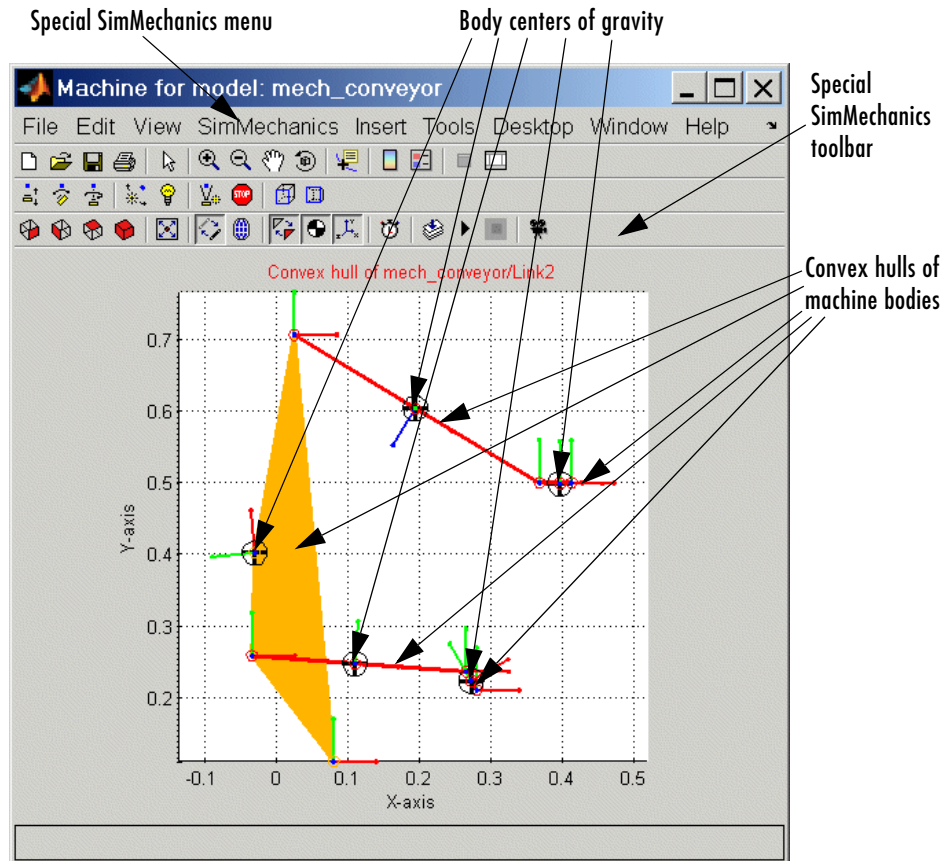 Special SimMechanics menu
Body centers of gravity
Machine for model: mech_conveyor
Special
SimMechanics
toolbar
File Edit View SimMechanics Insert Tools Desktop Window Help
STOP
Convex hull of mech_conveyor/Link2
Convex hulls of
machine bodies
0.7
0.6
0.5
0.4
0.3
0.2
Y-axis
-0.1 0 0.1 0.2 0.3 0.4 0.5
X-axis